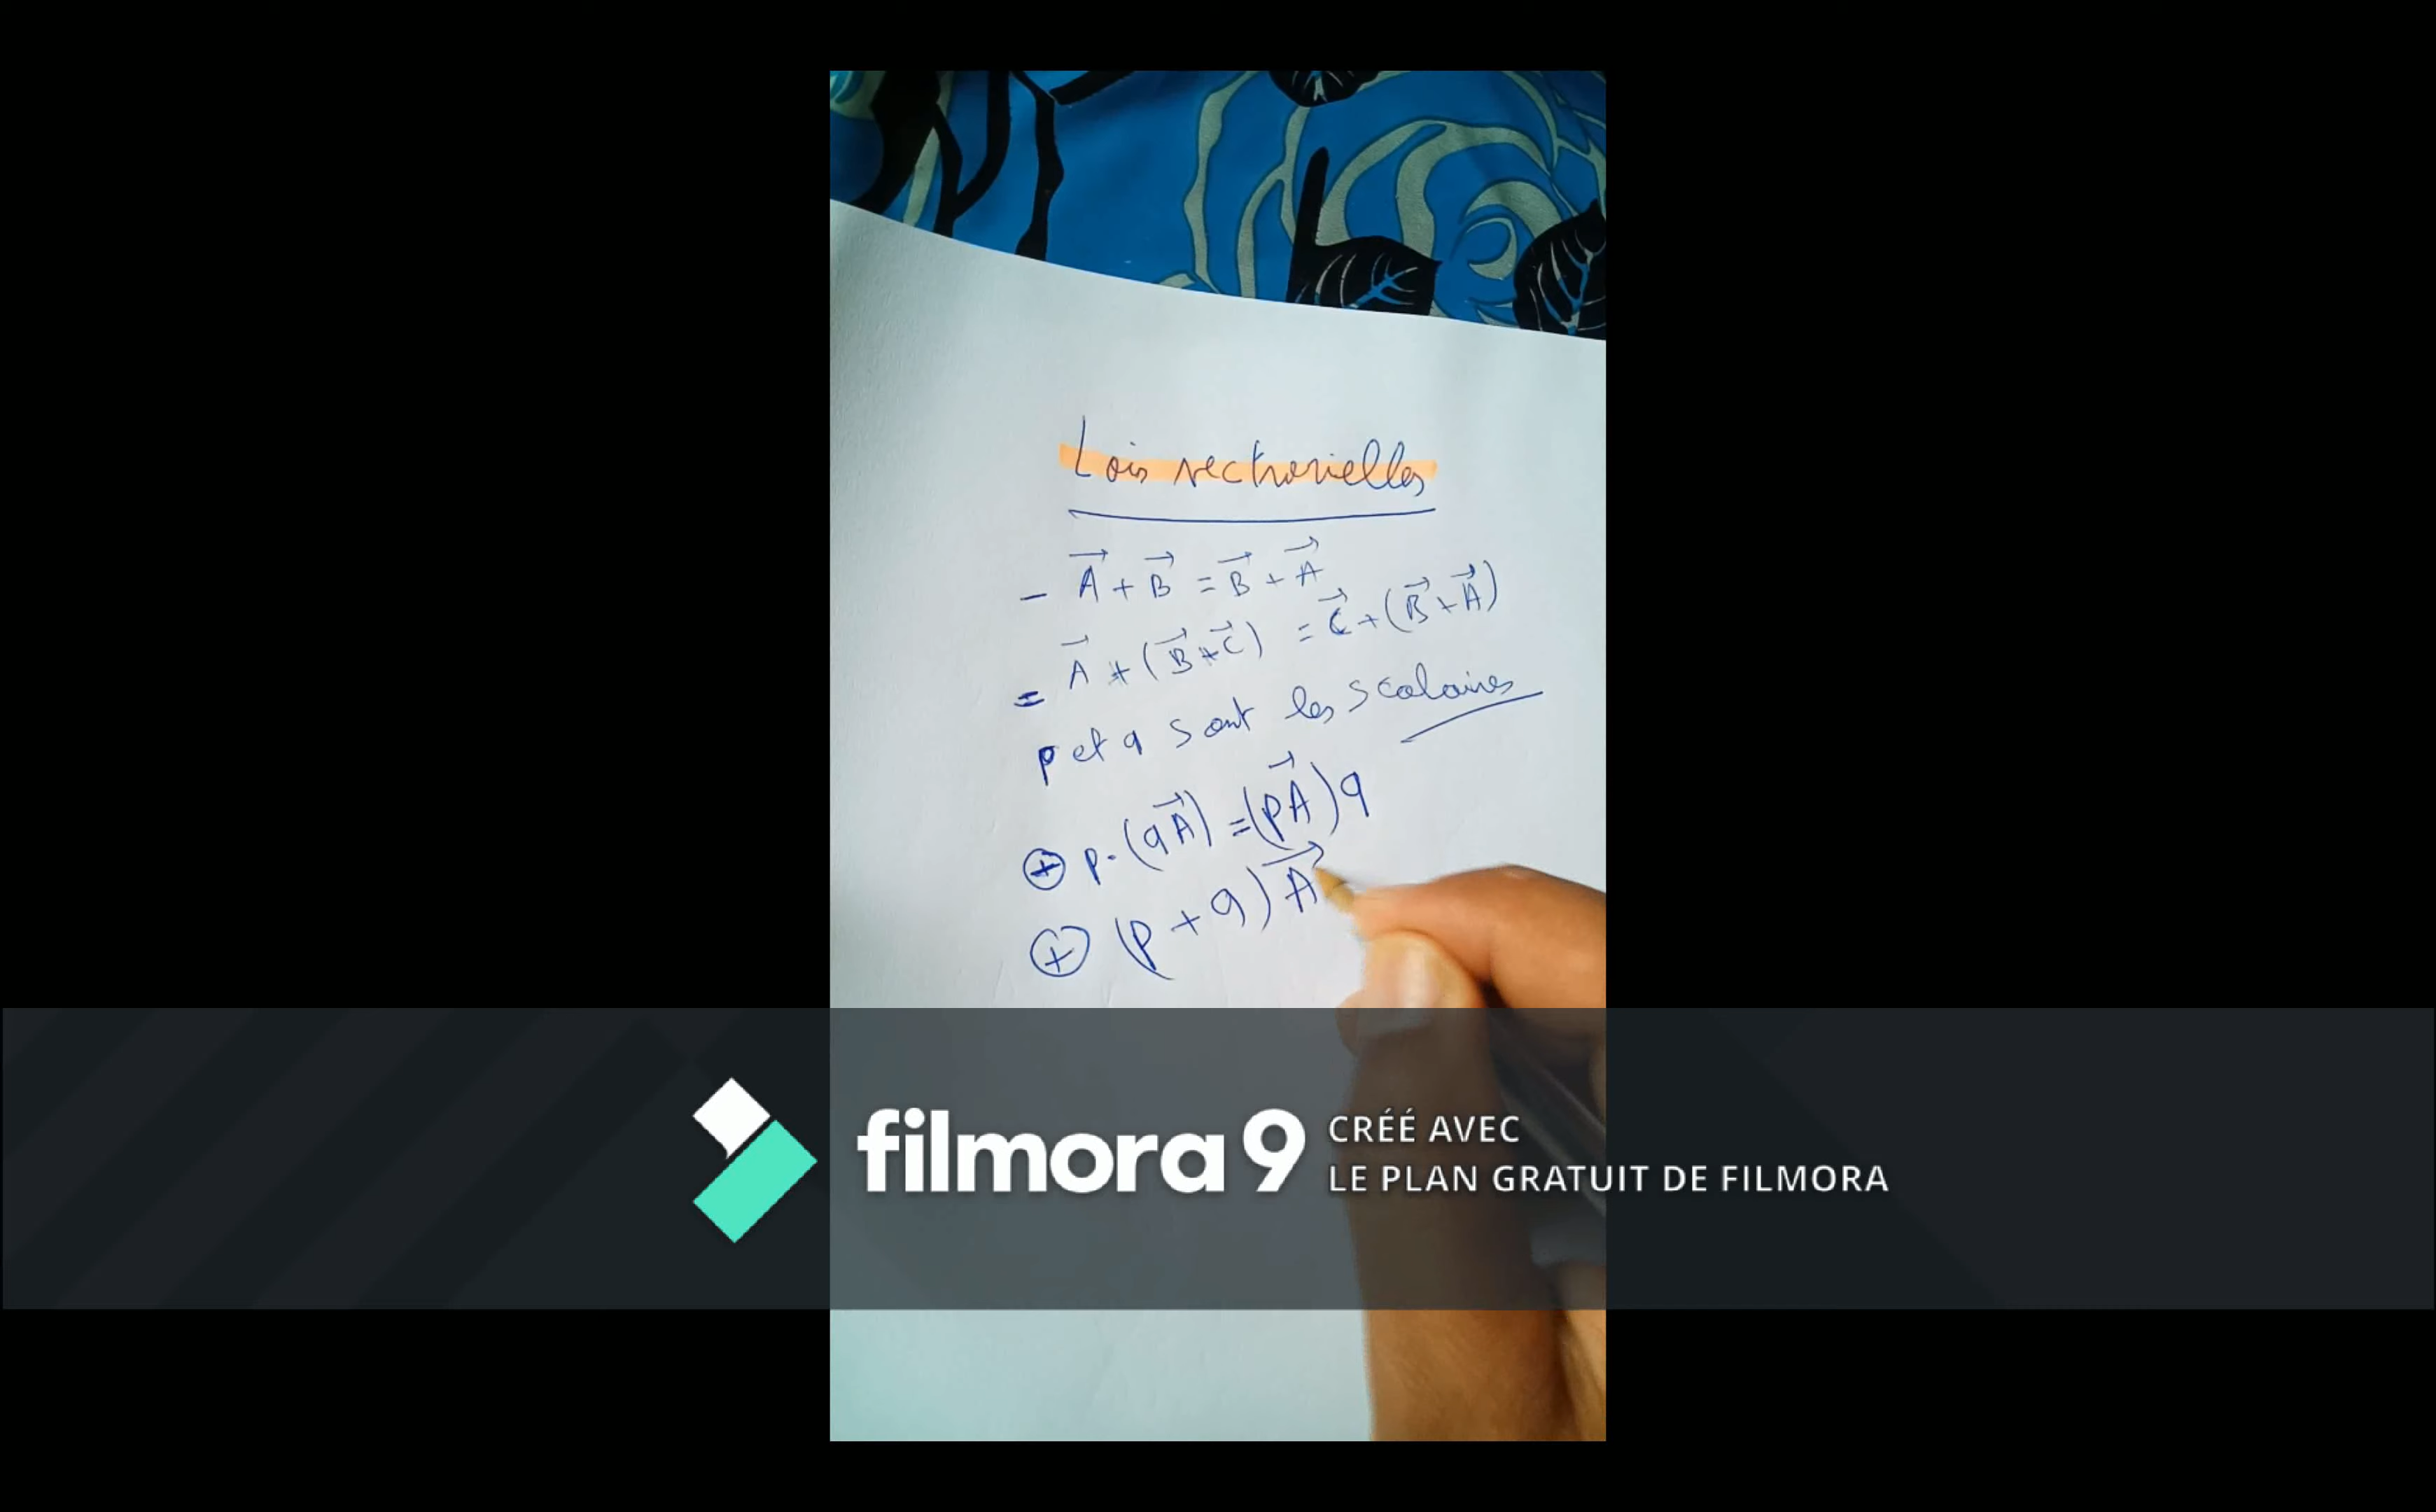 Lois vectorielles
- A⃗ + B⃗ = B⃗ + A⃗
= A⃗ + (B⃗ + C⃗) = C⃗ + (B⃗ + A⃗)
p et q sont les scalaires
⊕ p. (qA⃗) = (pA⃗)q
⊕ (p + q) A⃗
filmora 9 CRÉÉ AVEC
LE PLAN GRATUIT DE FILMORA